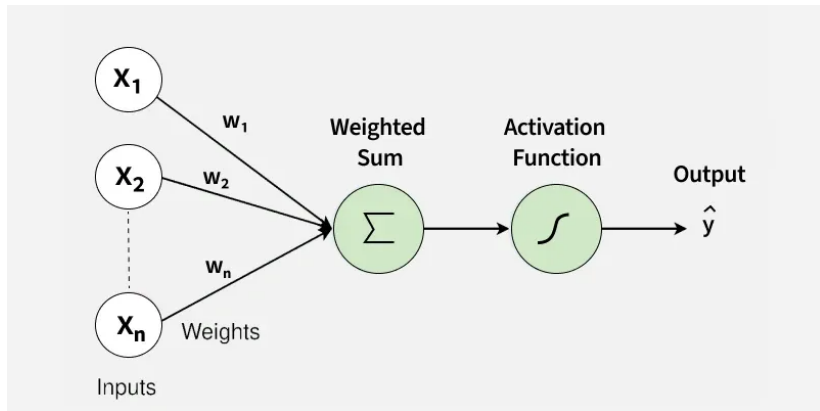 X₁
w₁
Weighted
Sum
Activation
Function
X₂
w₂
Output
Σ
ŷ
wₙ
Xₙ
Weights
Inputs